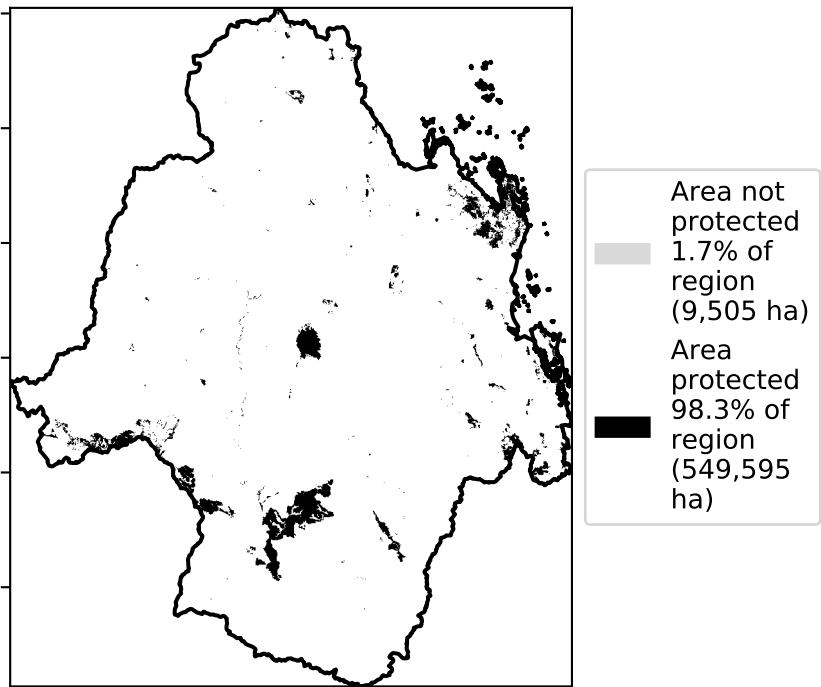 Area not
protected
1.7% of
region
(9,505 ha)
Area
protected
98.3% of
region
(549,595
ha)